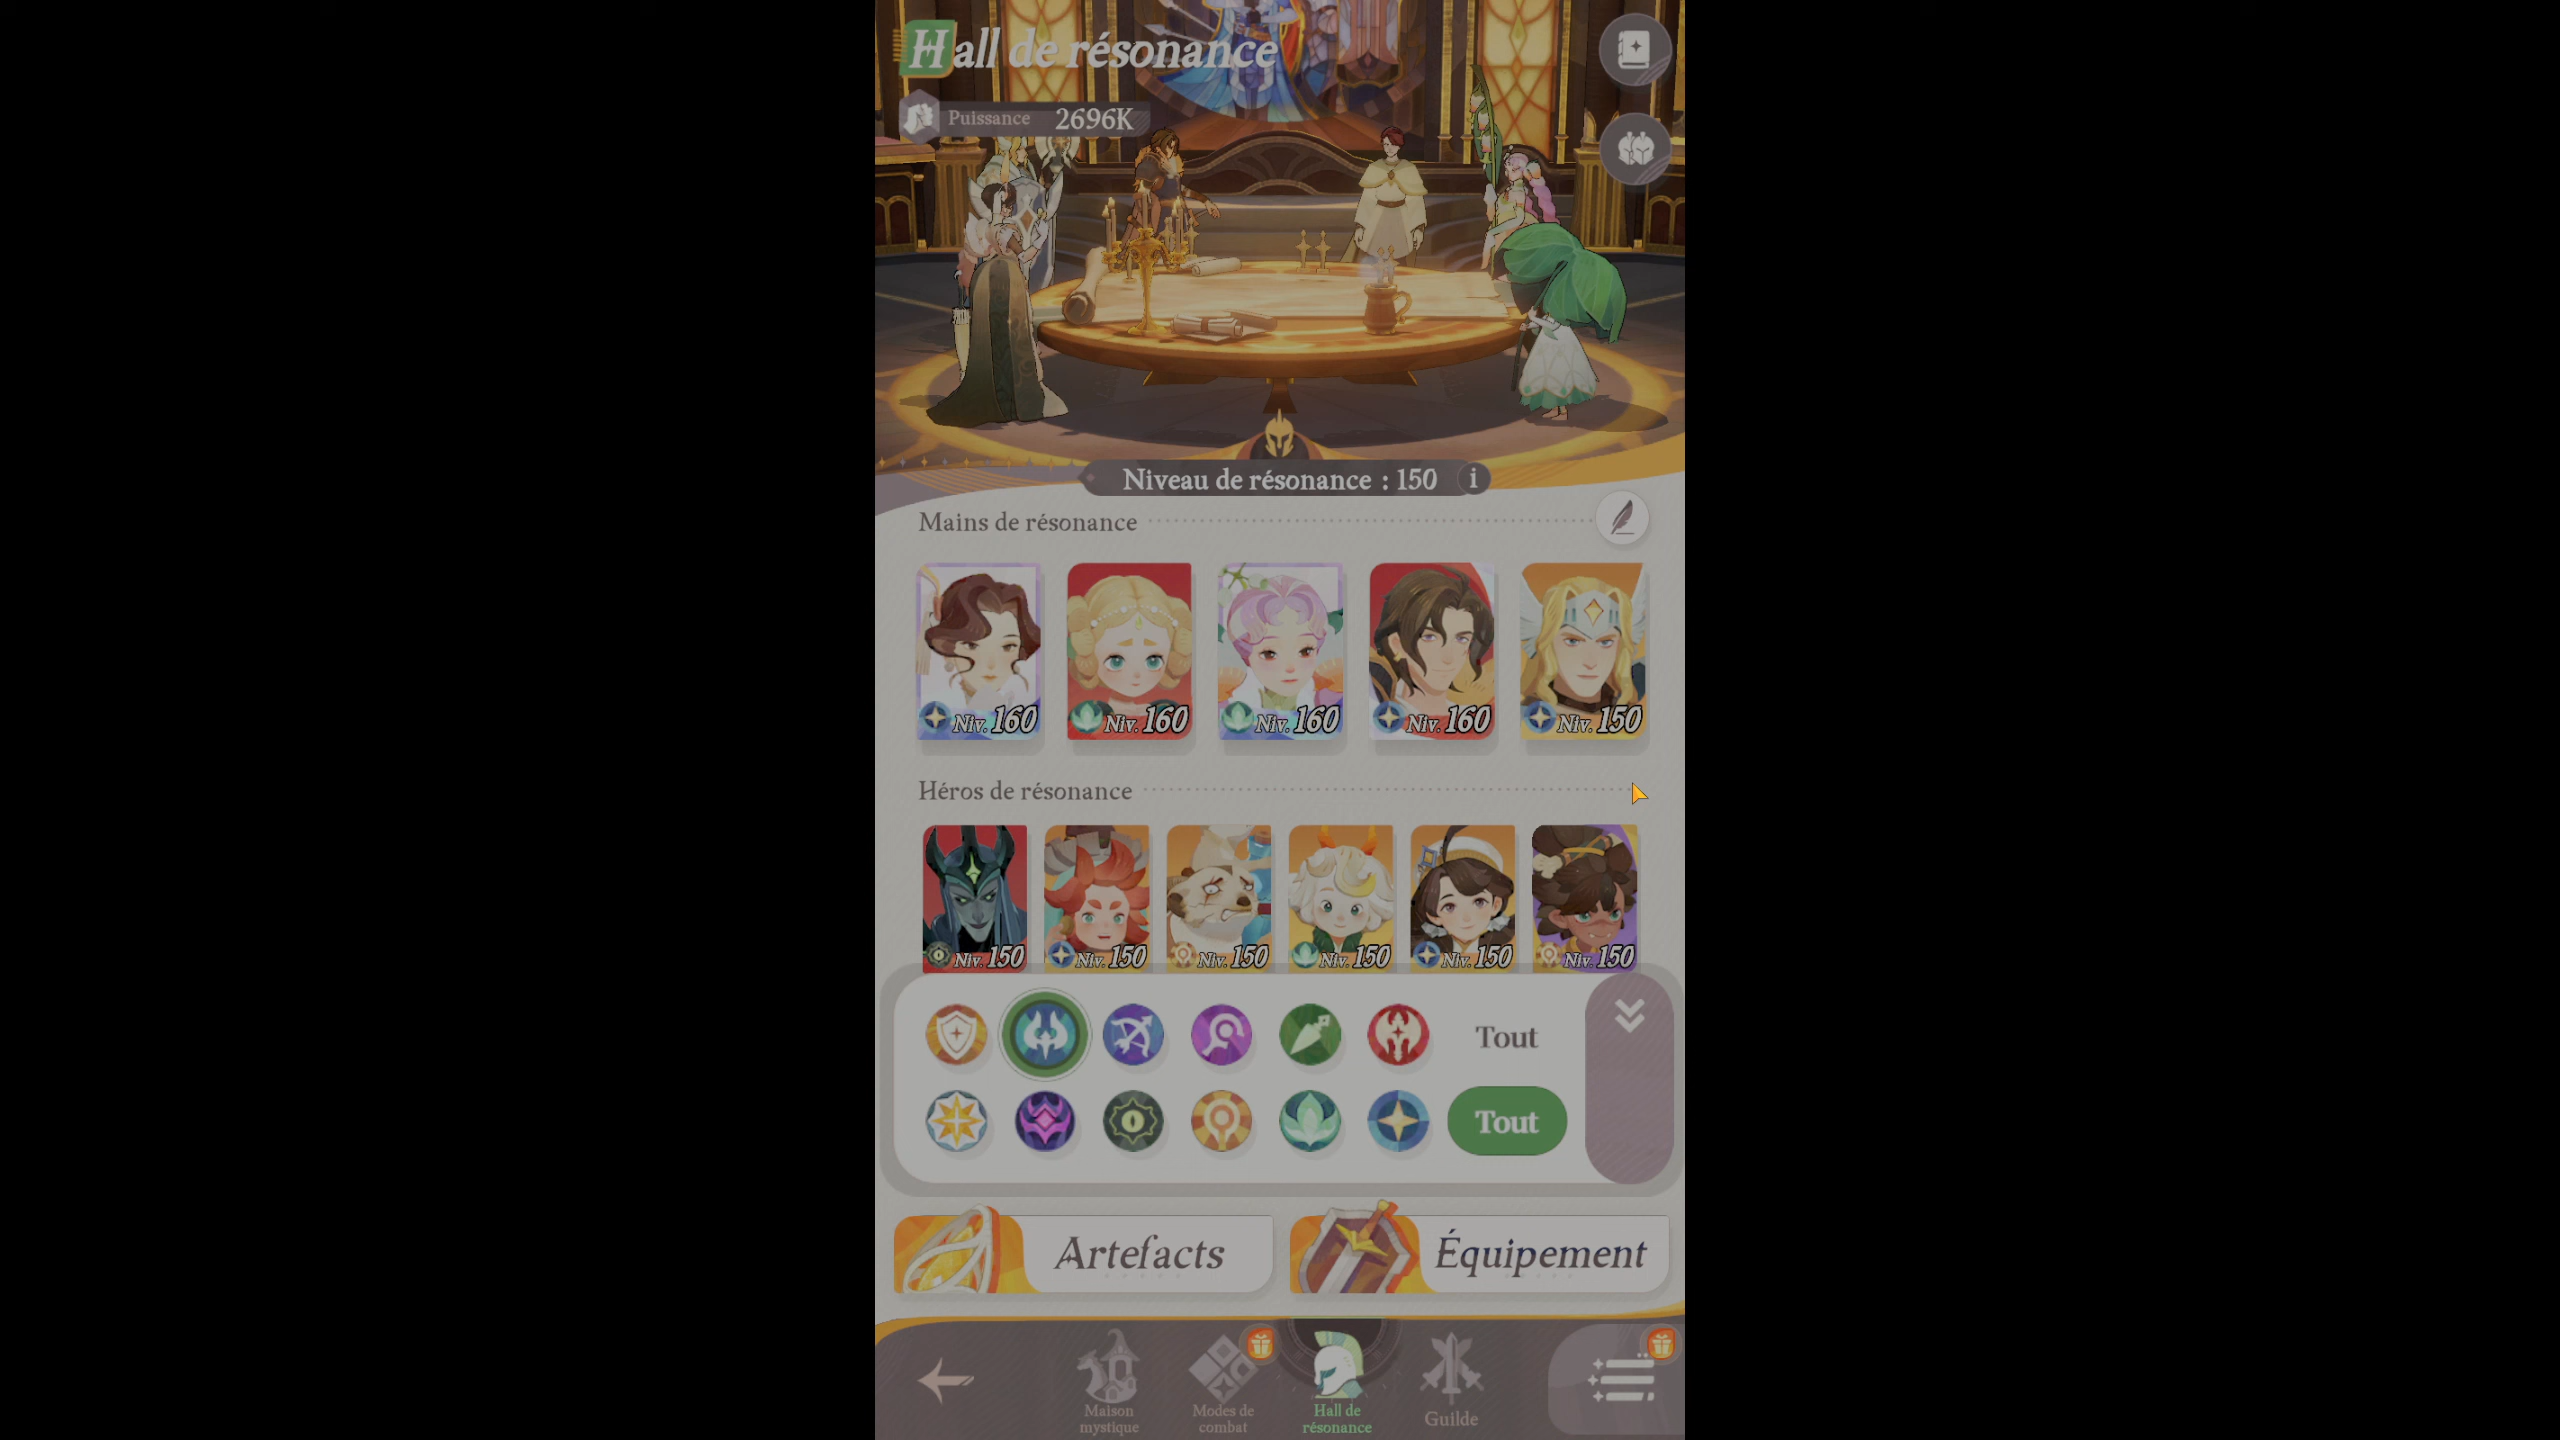 Hall de résonance
Puissance 2696K
Niveau de résonance : 150 i
Mains de résonance
Niv. 160 Niv. 160 Niv. 160 Niv. 160 Niv. 150
Héros de résonance
Niv. 150 Niv. 150 Niv. 150 Niv. 150 Niv. 150 Niv. 150
Tout
Tout
Artefacts Équipement
Maison mystique
Modes de combat
Hall de résonance
Guilde